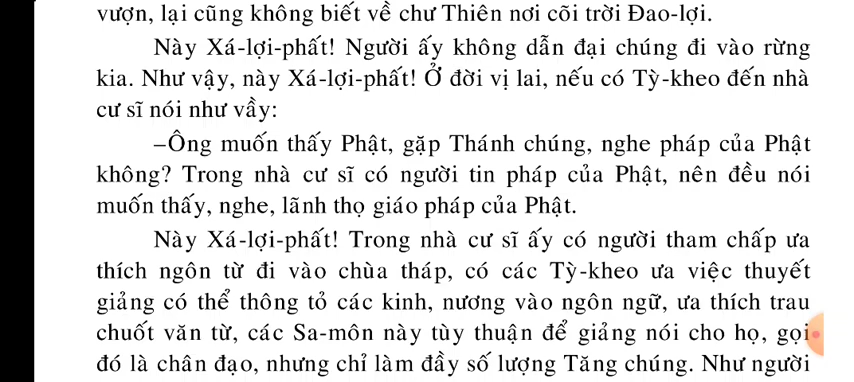 vượn, lại cũng không biết về chư Thiên nơi cõi trời Đao-lợi.
Này Xá-lợi-phất! Người ấy không dẫn đại chúng đi vào rừng
kia. Như vậy, này Xá-lợi-phất! Ở đời vị lai, nếu có Tỳ-kheo đến nhà
cư sĩ nói như vầy:
–Ông muốn thấy Phật, gặp Thánh chúng, nghe pháp của Phật
không? Trong nhà cư sĩ có người tin pháp của Phật, nên đều nói
muốn thấy, nghe, lãnh thọ giáo pháp của Phật.
Này Xá-lợi-phất! Trong nhà cư sĩ ấy có người tham chấp ưa
thích ngôn từ đi vào chùa tháp, có các Tỳ-kheo ưa việc thuyết
giảng có thể thông tỏ các kinh, nương vào ngôn ngữ, ưa thích trau
chuốt văn từ, các Sa-môn này tùy thuận để giảng nói cho họ, gọi
đó là chân đạo, nhưng chỉ làm đầy số lượng Tăng chúng. Như người